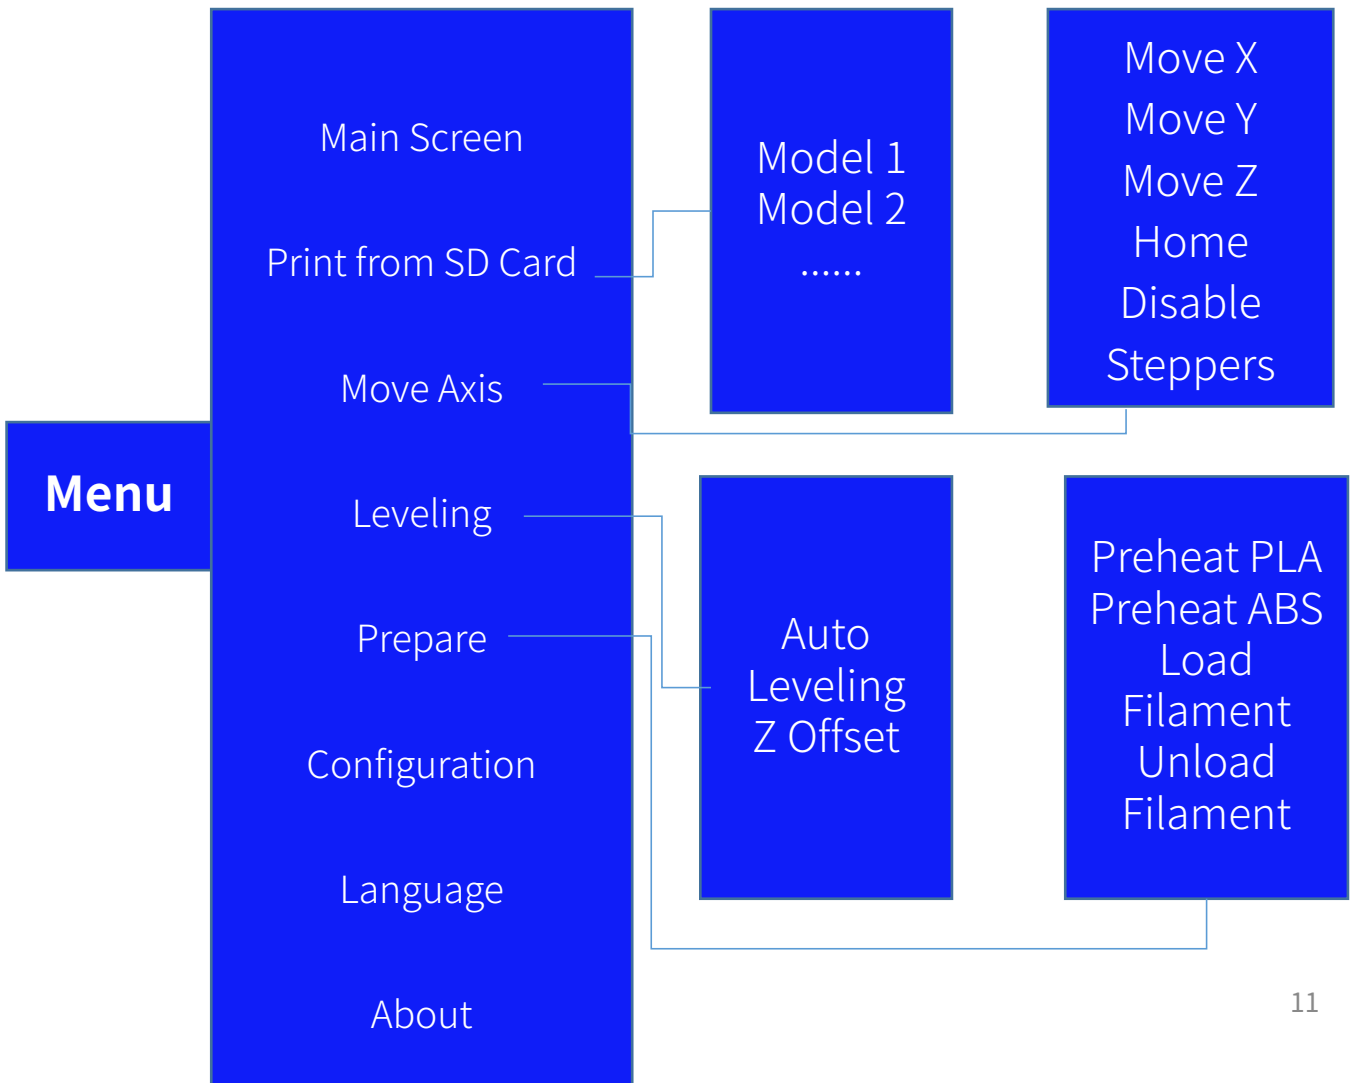 Menu
Main Screen
Print from SD Card
Move Axis
Leveling
Prepare
Configuration
Language
About
Model 1
Model 2
......
Move X
Move Y
Move Z
Home
Disable
Steppers
Auto
Leveling
Z Offset
Preheat PLA
Preheat ABS
Load
Filament
Unload
Filament
11